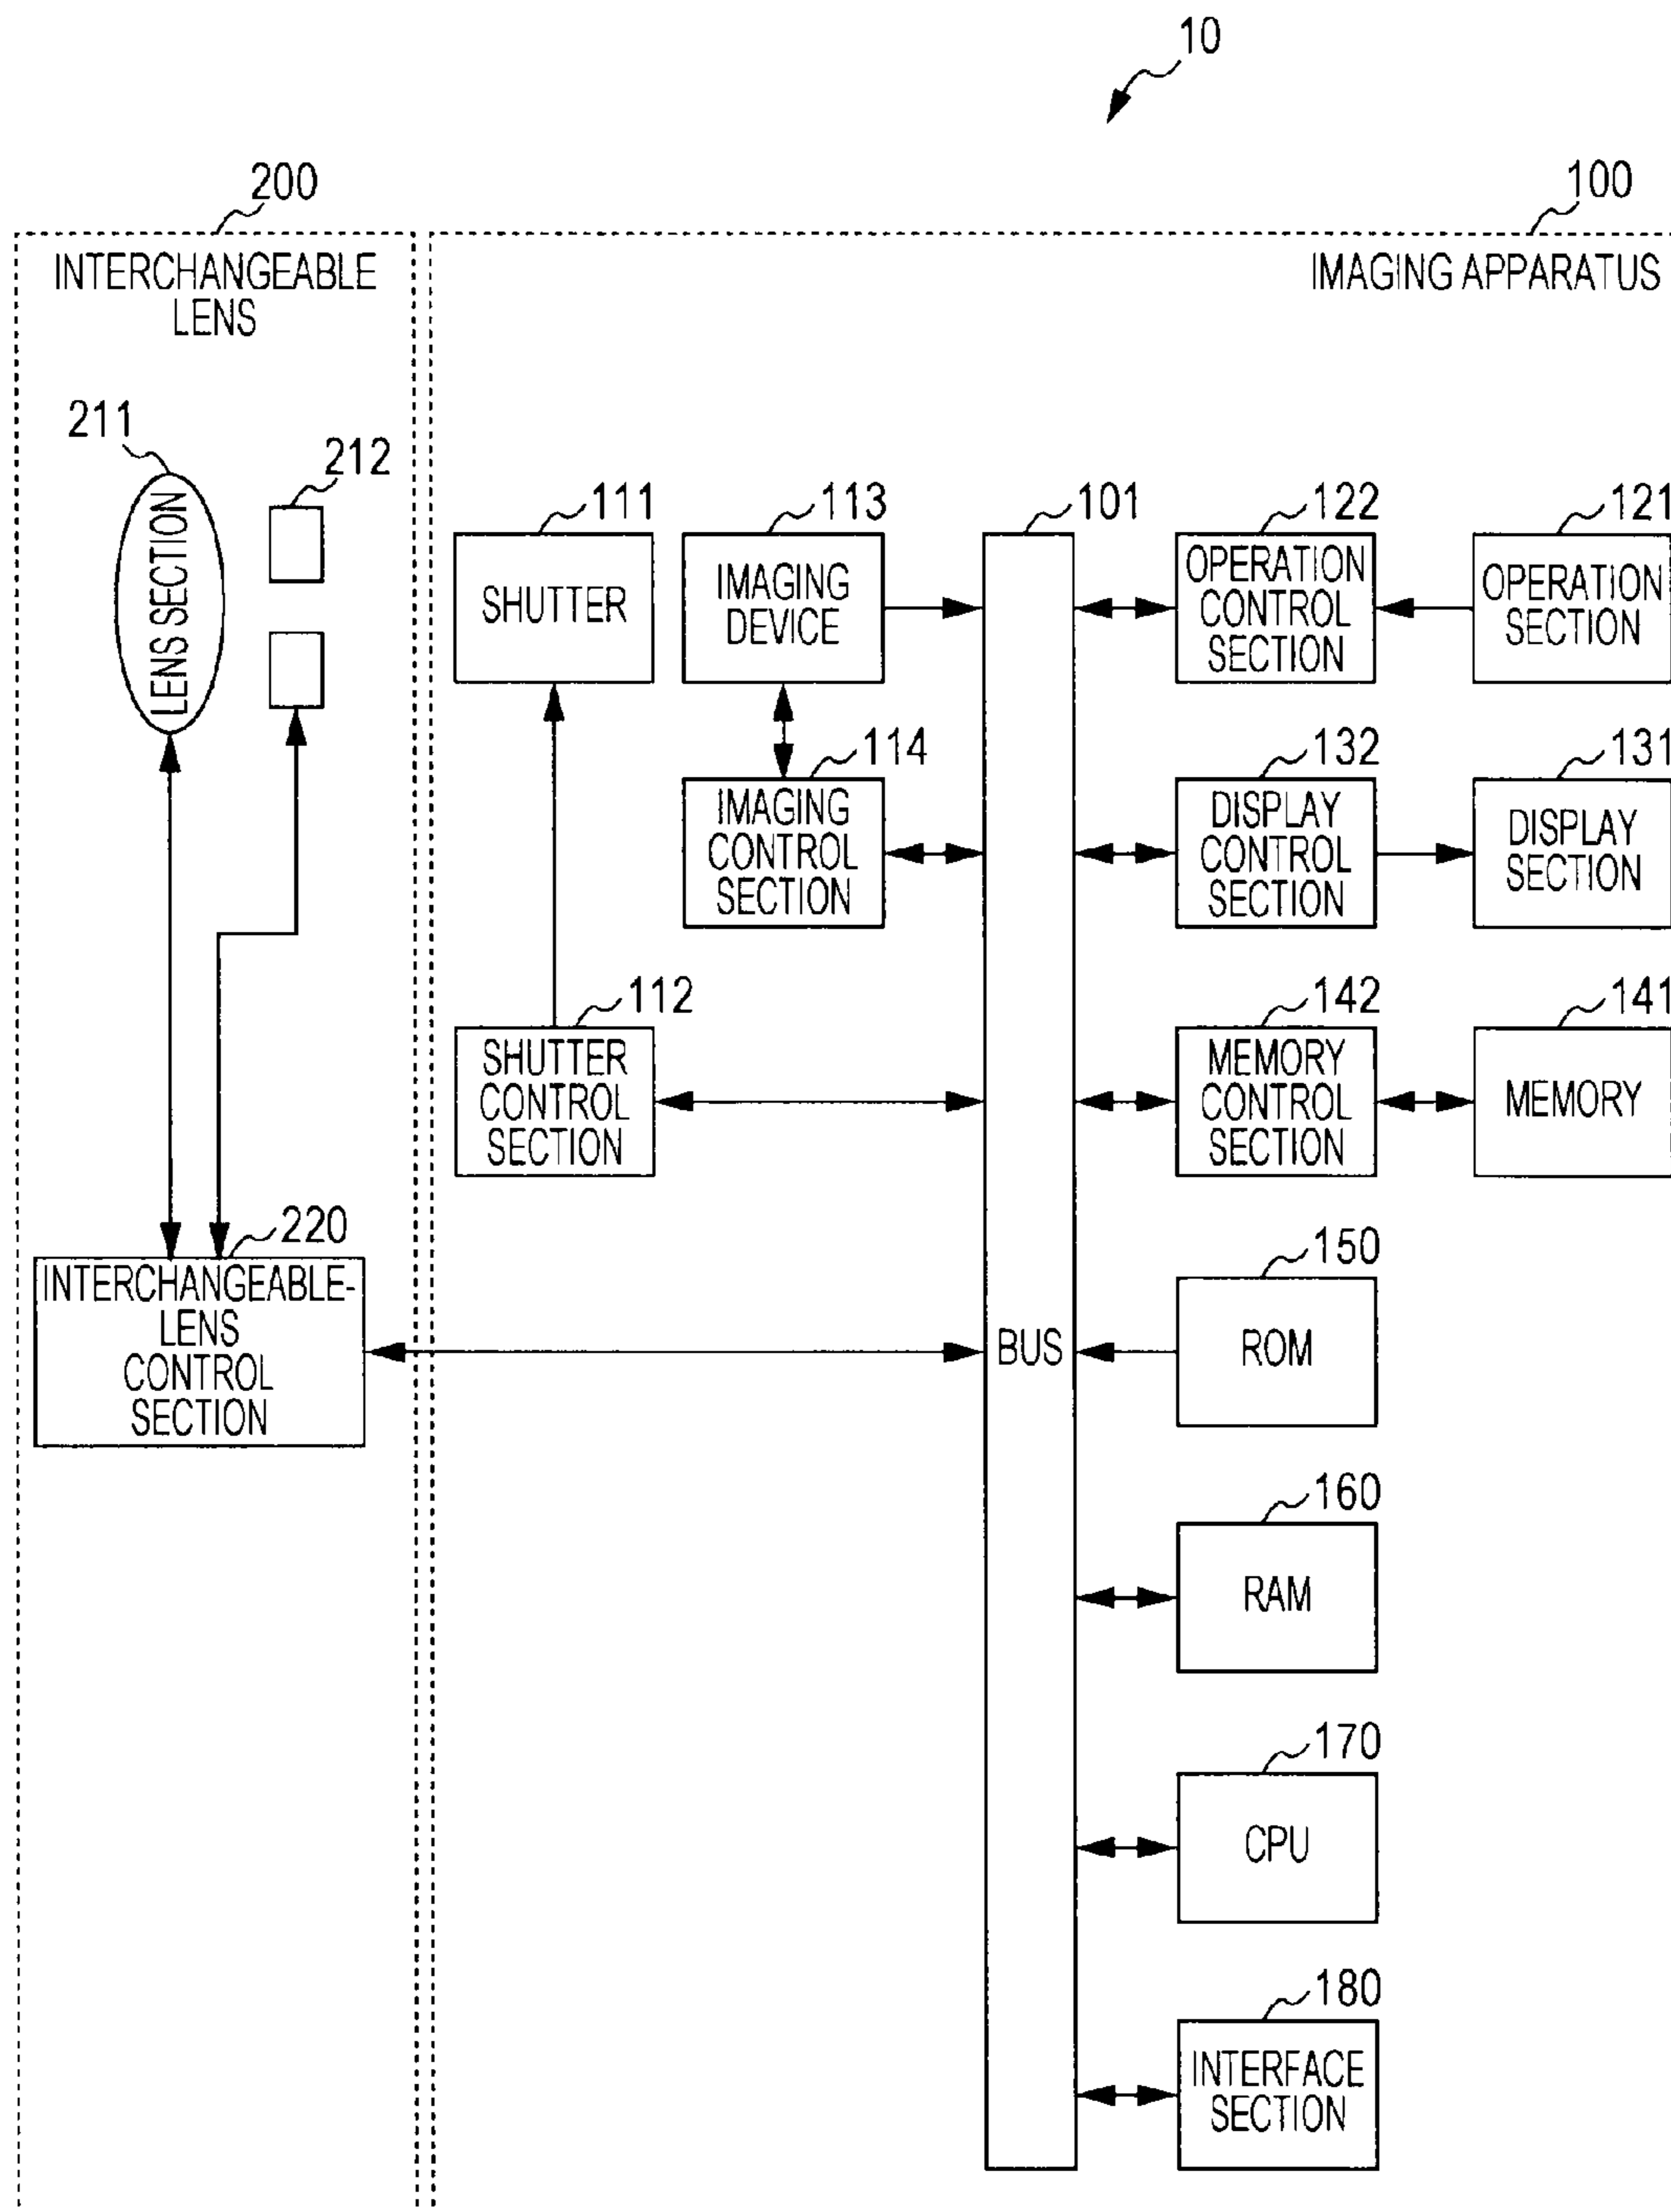 10
200
100
INTERCHANGEABLE
LENS
IMAGING APPARATUS
211
LENS SECTION
212
111
SHUTTER
113
IMAGING
DEVICE
101
BUS
122
OPERATION
CONTROL
SECTION
121
OPERATION
SECTION
114
IMAGING
CONTROL
SECTION
132
DISPLAY
CONTROL
SECTION
131
DISPLAY
SECTION
112
SHUTTER
CONTROL
SECTION
142
MEMORY
CONTROL
SECTION
141
MEMORY
220
INTERCHANGEABLE-
LENS
CONTROL
SECTION
150
ROM
160
RAM
170
CPU
180
INTERFACE
SECTION